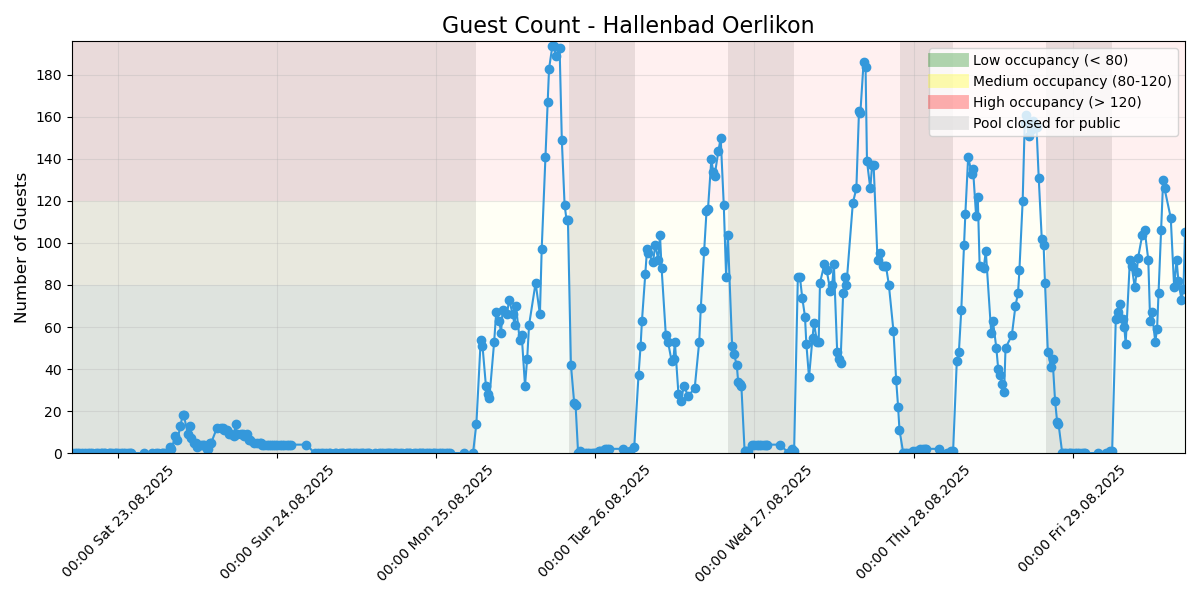 Guest Count - Hallenbad Oerlikon
Number of Guests
180
160
140
120
100
80
60
40
20
0
Low occupancy (< 80)
Medium occupancy (80-120)
High occupancy (> 120)
Pool closed for public
00:00 Sat 23.08.2025
00:00 Sun 24.08.2025
00:00 Mon 25.08.2025
00:00 Tue 26.08.2025
00:00 Wed 27.08.2025
00:00 Thu 28.08.2025
00:00 Fri 29.08.2025